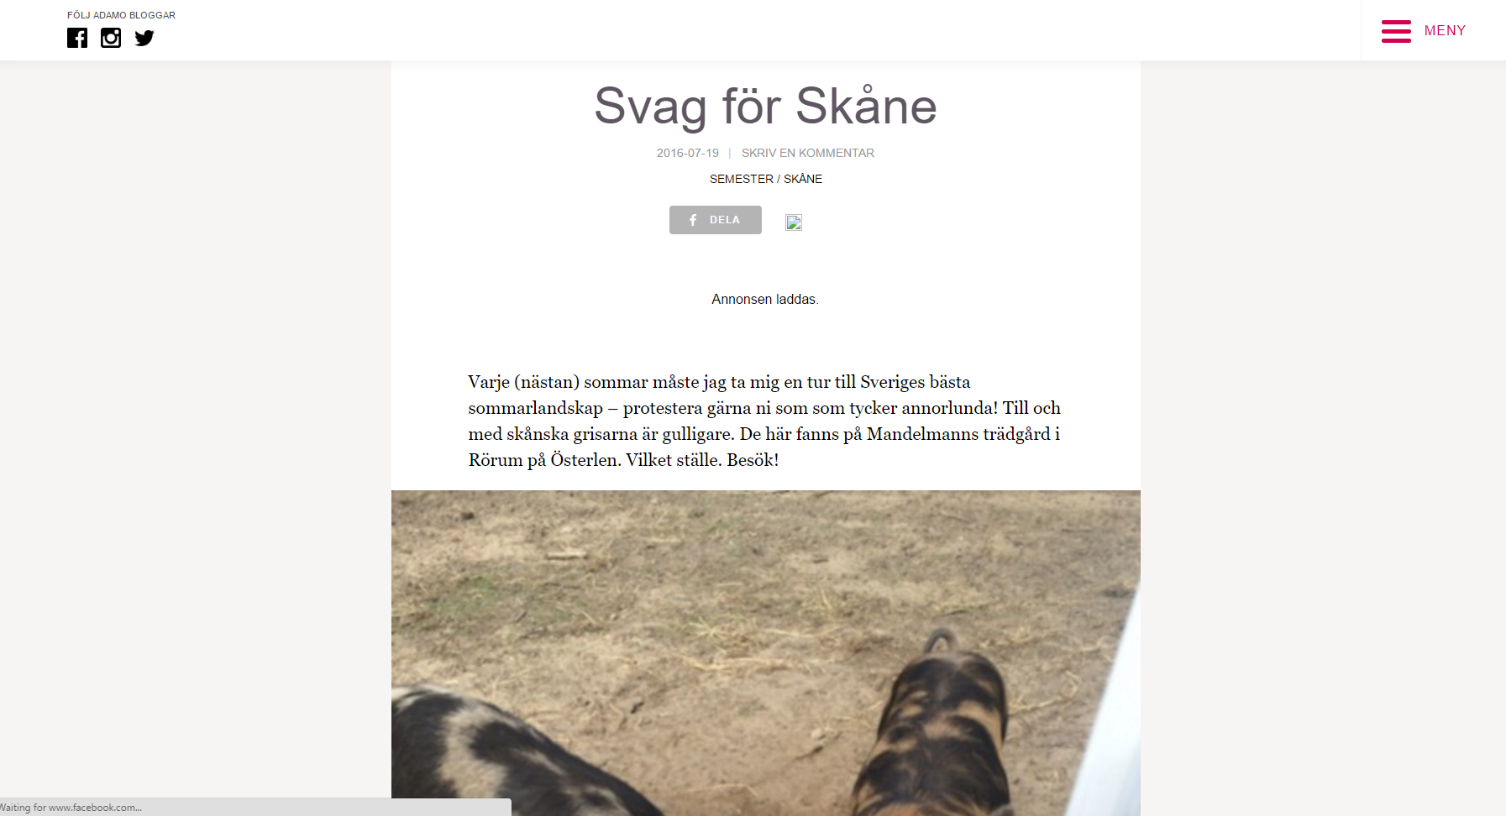 FÖLJ ADAMO BLOGGAR
MENY
Svag för Skåne
2016-07-19 | SKRIV EN KOMMENTAR
SEMESTER / SKÅNE
DELA
Annonsen laddas.
Varje (nästan) sommar måste jag ta mig en tur till Sveriges bästa
sommarlandskap – protestera gärna ni som som tycker annorlunda! Till och
med skånska grisarna är gulligare. De här fanns på Mandelmanns trädgård i
Rörum på Österlen. Vilket ställe. Besök!
Waiting for www.facebook.com...